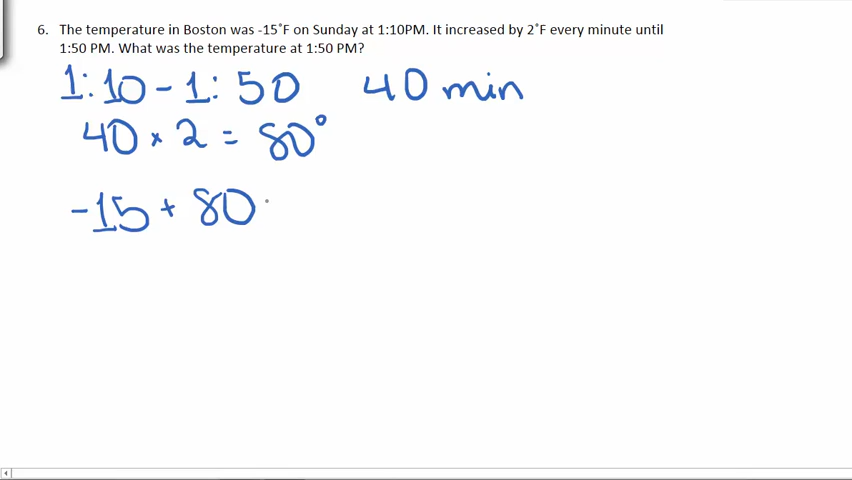 6. The temperature in Boston was -15˚F on Sunday at 1:10PM. It increased by 2˚F every minute until
1:50 PM. What was the temperature at 1:50 PM?
1:10 - 1:50 40 min
40 × 2 = 80°
-15 + 80